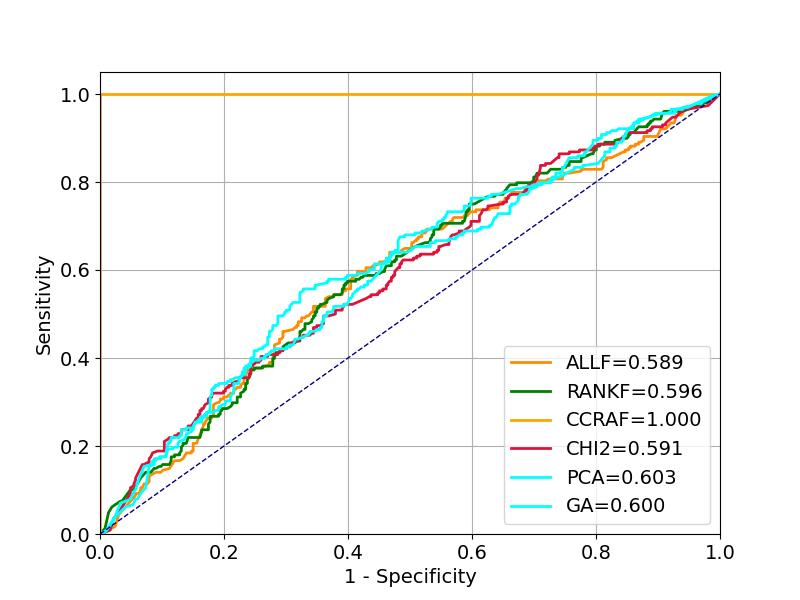 1.0
0.8
0.6
0.4
0.2
0.0
Sensitivity
ALLF=0.589
RANKF=0.596
CCRAF=1.000
CHI2=0.591
PCA=0.603
GA=0.600
0.0 0.2 0.4 0.6 0.8 1.0
1 - Specificity